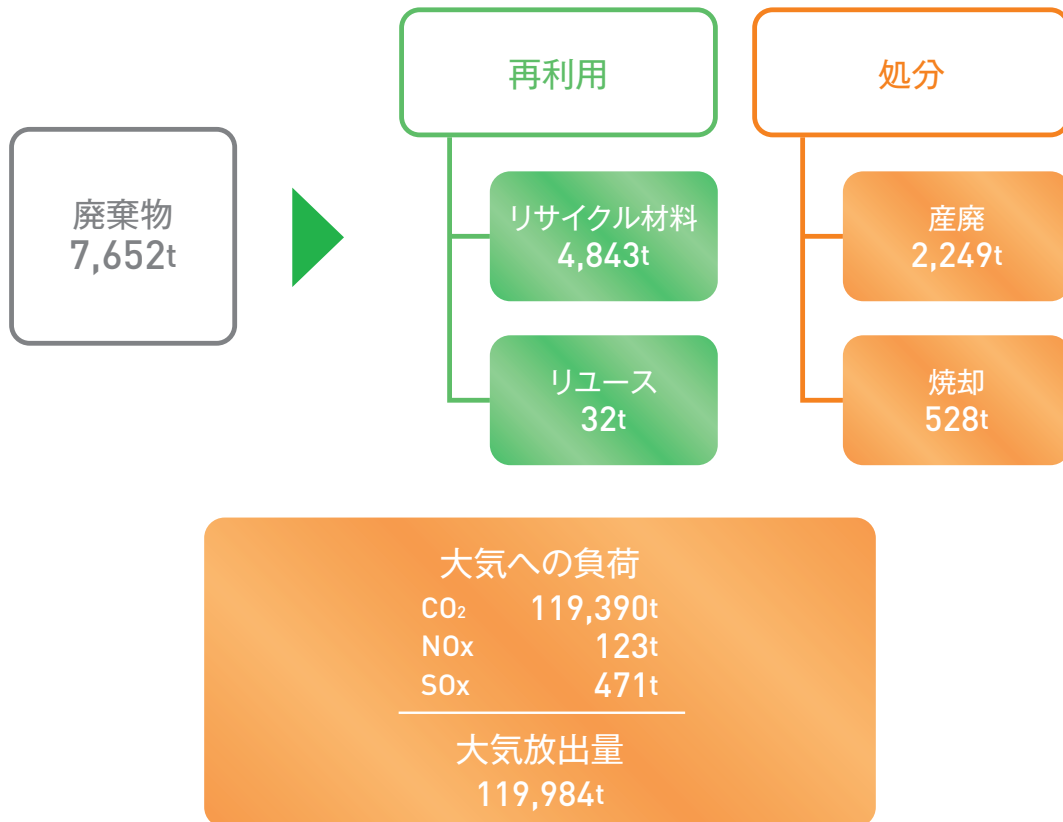 廃棄物
7,652t
再利用
リサイクル材料
4,843t
リユース
32t
処分
産廃
2,249t
焼却
528t
大気への負荷
CO₂ 119,390t
NOx 123t
SOx 471t
大気放出量
119,984t